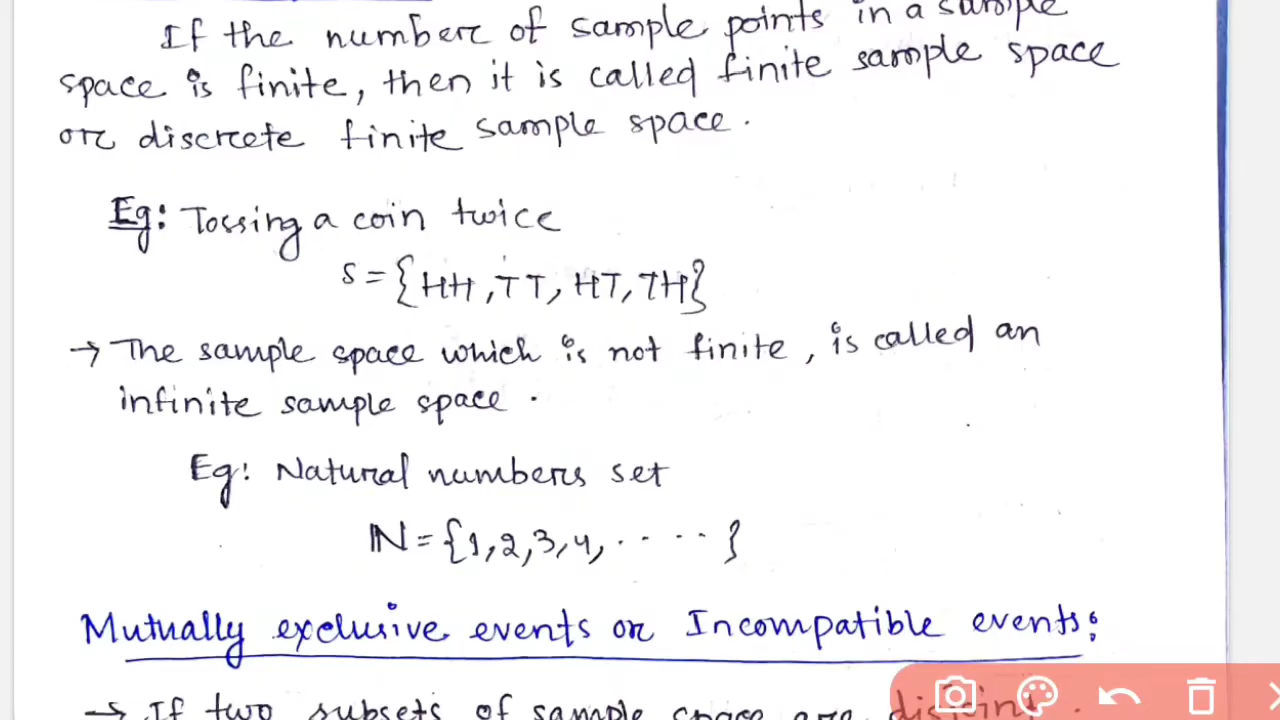 If the number of sample points in a sample
space is finite, then it is called finite sample space
or discrete finite sample space.
Eg: Tossing a coin twice
S = {HH, TT, HT, TH}
→ The sample space which is not finite, is called an
infinite sample space.
Eg: Natural numbers set
ℕ = {1, 2, 3, 4, ......}
Mutually exclusive events or Incompatible events:
→ If two subsets of sample space are disjoint.